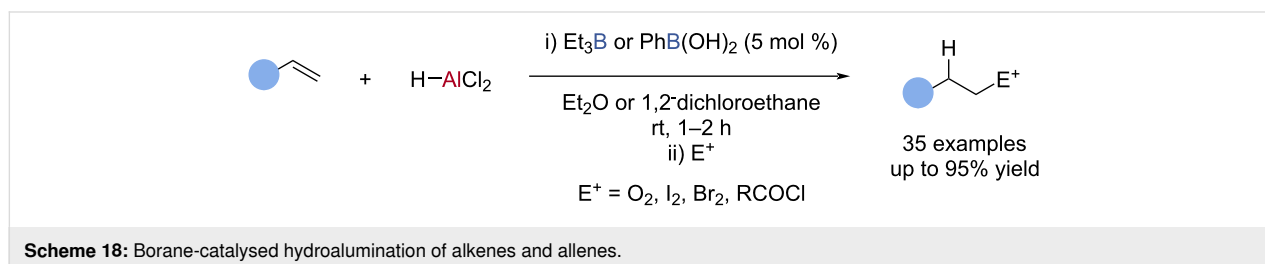 i) Et₃B or PhB(OH)₂ (5 mol %)
+
H–AlCl₂
Et₂O or 1,2-dichloroethane
rt, 1–2 h
ii) E⁺
E⁺ = O₂, I₂, Br₂, RCOCl
H
E⁺
35 examples
up to 95% yield
Scheme 18: Borane-catalysed hydroalumination of alkenes and allenes.